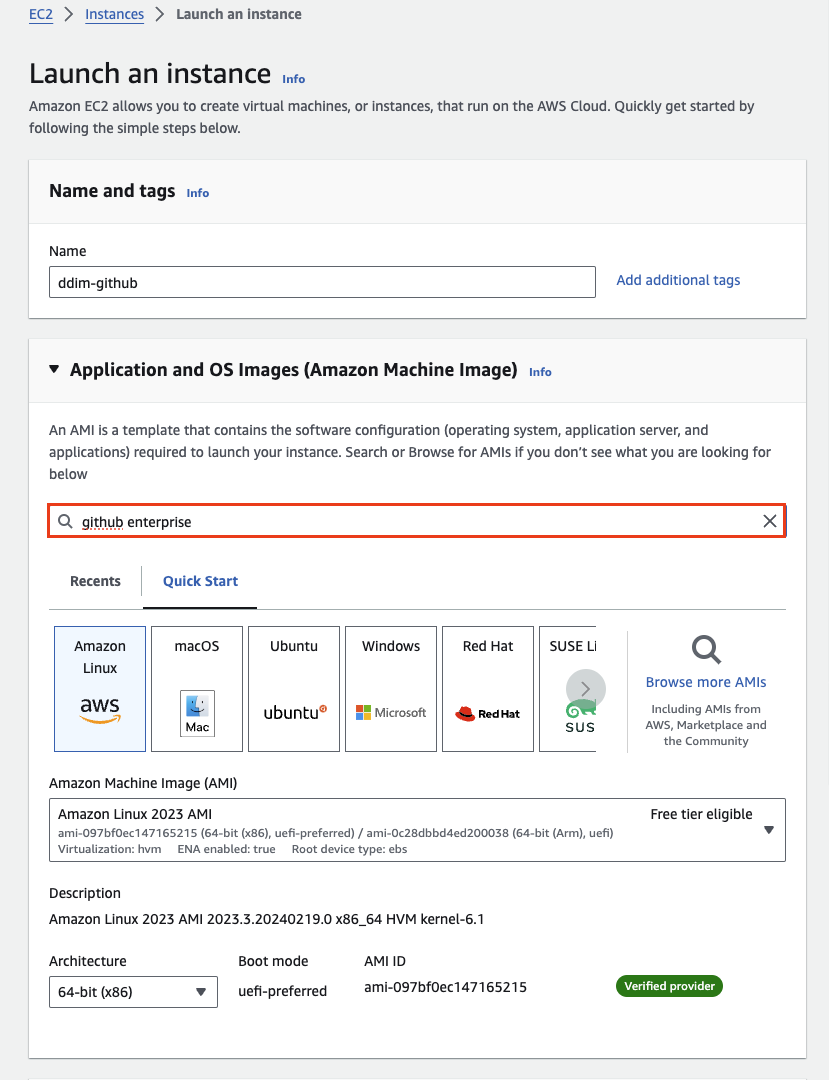 EC2 > Instances > Launch an instance
Launch an instance Info
Amazon EC2 allows you to create virtual machines, or instances, that run on the AWS Cloud. Quickly get started by
following the simple steps below.
Name and tags Info
Name
ddim-github
Add additional tags
Application and OS Images (Amazon Machine Image) Info
An AMI is a template that contains the software configuration (operating system, application server, and
applications) required to launch your instance. Search or Browse for AMIs if you don't see what you are looking for
below
github enterprise
Recents
Quick Start
Amazon
Linux
aws
macOS
Mac
Ubuntu
ubuntu
Windows
Microsoft
Red Hat
Red Hat
SUSE Li
SUS
Browse more AMIs
Including AMIs from
AWS, Marketplace and
the Community
Amazon Machine Image (AMI)
Amazon Linux 2023 AMI
Free tier eligible
ami-097bf0ec147165215 (64-bit (x86), uefi-preferred) / ami-0c28dbbd4ed200038 (64-bit (Arm), uefi)
Virtualization: hvm ENA enabled: true Root device type: ebs
Description
Amazon Linux 2023 AMI 2023.3.20240219.0 x86_64 HVM kernel-6.1
Architecture
64-bit (x86)
Boot mode
uefi-preferred
AMI ID
ami-097bf0ec147165215
Verified provider